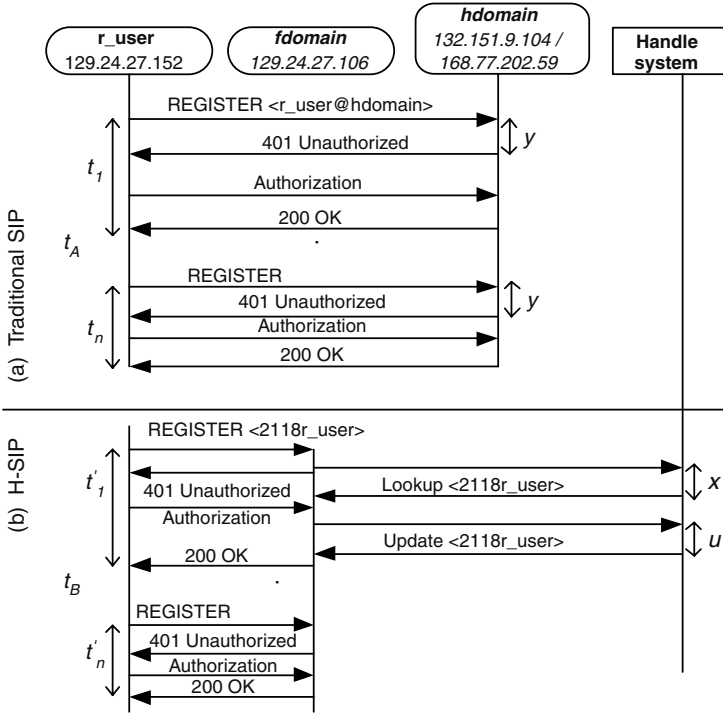 r_user
129.24.27.152
fdomain
129.24.27.106
hdomain
132.151.9.104 /
168.77.202.59
Handle
system
(a) Traditional SIP
REGISTER <r_user@hdomain>
t1
y
401 Unauthorized
Authorization
200 OK
.
tA
REGISTER
401 Unauthorized
y
tn
Authorization
200 OK
(b) H-SIP
REGISTER <2118r_user>
t'1
401 Unauthorized
Lookup <2118r_user>
x
Authorization
Update <2118r_user>
u
200 OK
.
tB
REGISTER
401 Unauthorized
t'n
Authorization
200 OK